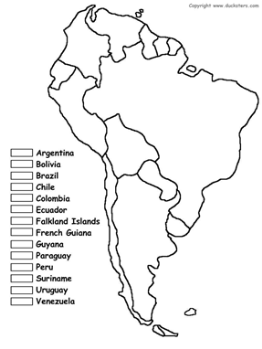 Copyright www.ducksters.com
Argentina
Bolivia
Brazil
Chile
Colombia
Ecuador
Falkland Islands
French Guiana
Guyana
Paraguay
Peru
Suriname
Uruguay
Venezuela